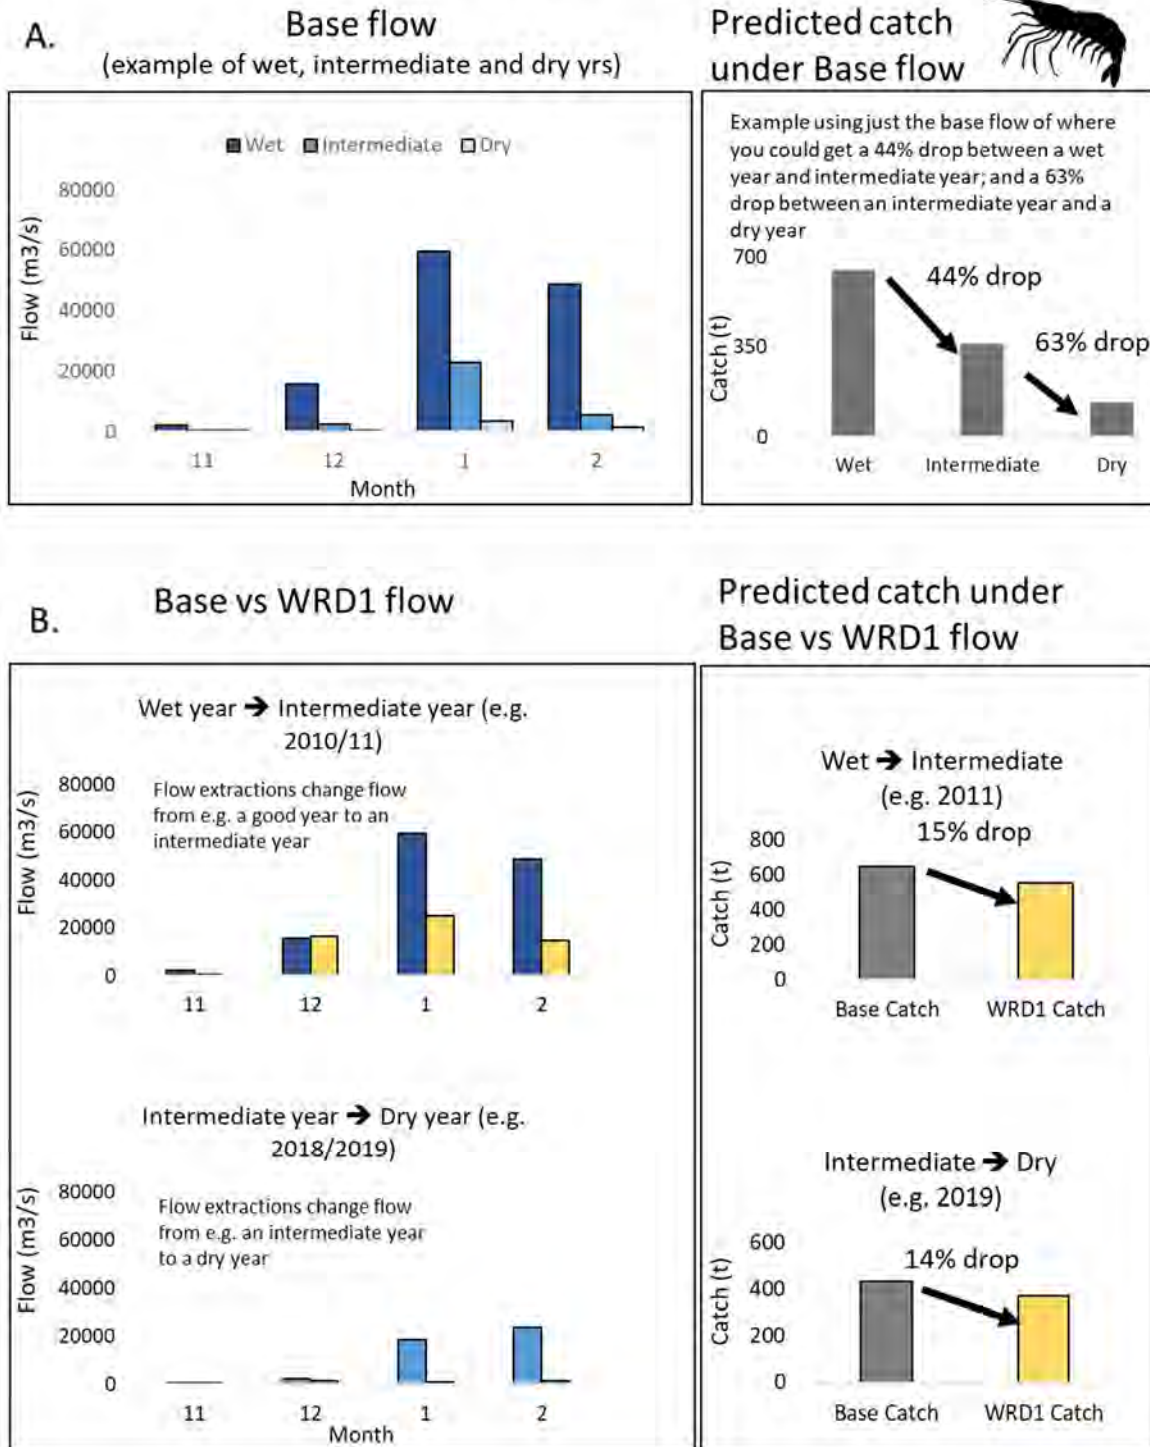 A.
Base flow
(example of wet, intermediate and dry yrs)
Wet Intermediate Dry
80000
60000
40000
20000
0
Flow (m3/s)
11 12 1 2
Month
Predicted catch
under Base flow
Example using just the base flow of where
you could get a 44% drop between a wet
year and intermediate year; and a 63%
drop between an intermediate year and a
dry year
700
350
0
Catch (t)
44% drop
63% drop
Wet Intermediate Dry
B.
Base vs WRD1 flow
Wet year ➔ Intermediate year (e.g.
2010/11)
Flow extractions change flow
from e.g. a good year to an
intermediate year
80000
60000
40000
20000
0
Flow (m3/s)
11 12 1 2
Intermediate year ➔ Dry year (e.g.
2018/2019)
Flow extractions change flow
from e.g. an intermediate year
to a dry year
80000
60000
40000
20000
0
Flow (m3/s)
11 12 1 2
Month
Predicted catch under
Base vs WRD1 flow
Wet ➔ Intermediate
(e.g. 2011)
15% drop
800
600
400
200
0
Catch (t)
Base Catch WRD1 Catch
Intermediate ➔ Dry
(e.g. 2019)
14% drop
600
400
200
0
Catch (t)
Base Catch WRD1 Catch